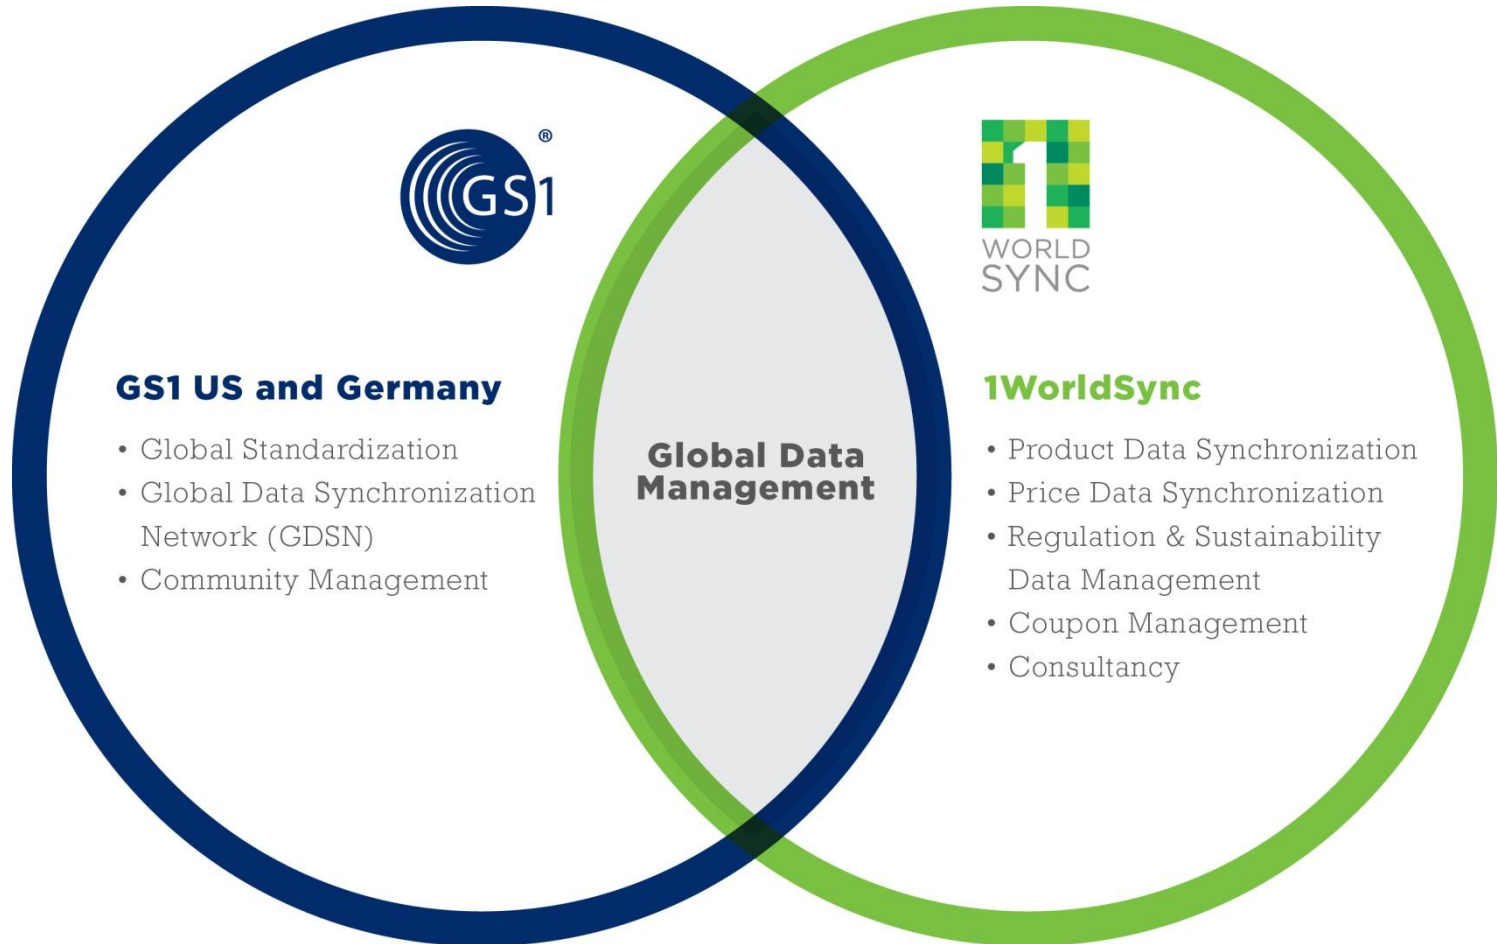 GS1®
GS1 US and Germany
• Global Standardization
• Global Data Synchronization
Network (GDSN)
• Community Management
Global Data
Management
1
WORLD
SYNC
1WorldSync
• Product Data Synchronization
• Price Data Synchronization
• Regulation & Sustainability
Data Management
• Coupon Management
• Consultancy